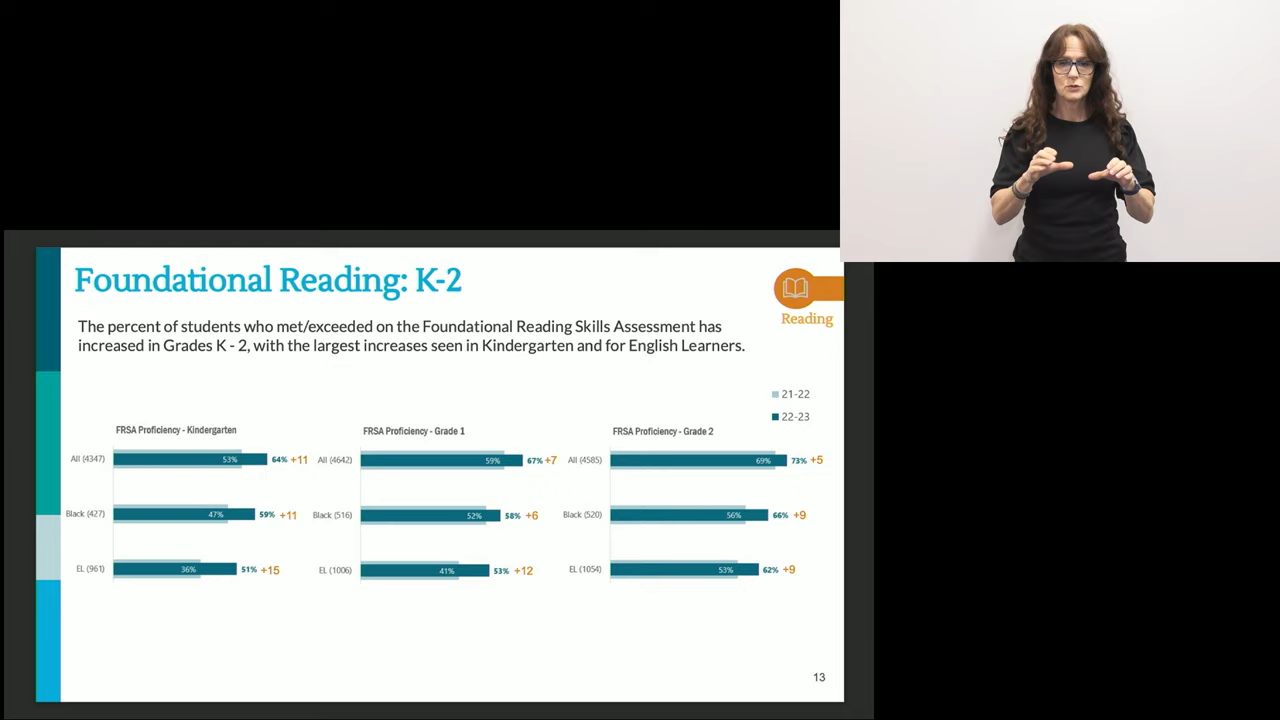 Foundational Reading: K-2
Reading
The percent of students who met/exceeded on the Foundational Reading Skills Assessment has
increased in Grades K - 2, with the largest increases seen in Kindergarten and for English Learners.
21-22
22-23
FRSA Proficiency - Kindergarten
All (4347) 53% 64% +11
Black (427) 47% 59% +11
EL (961) 36% 51% +15
FRSA Proficiency - Grade 1
All (4642) 59% 67% +7
Black (516) 52% 58% +6
EL (1006) 41% 53% +12
FRSA Proficiency - Grade 2
All (4585) 69% 73% +5
Black (520) 56% 66% +9
EL (1054) 53% 62% +9
13